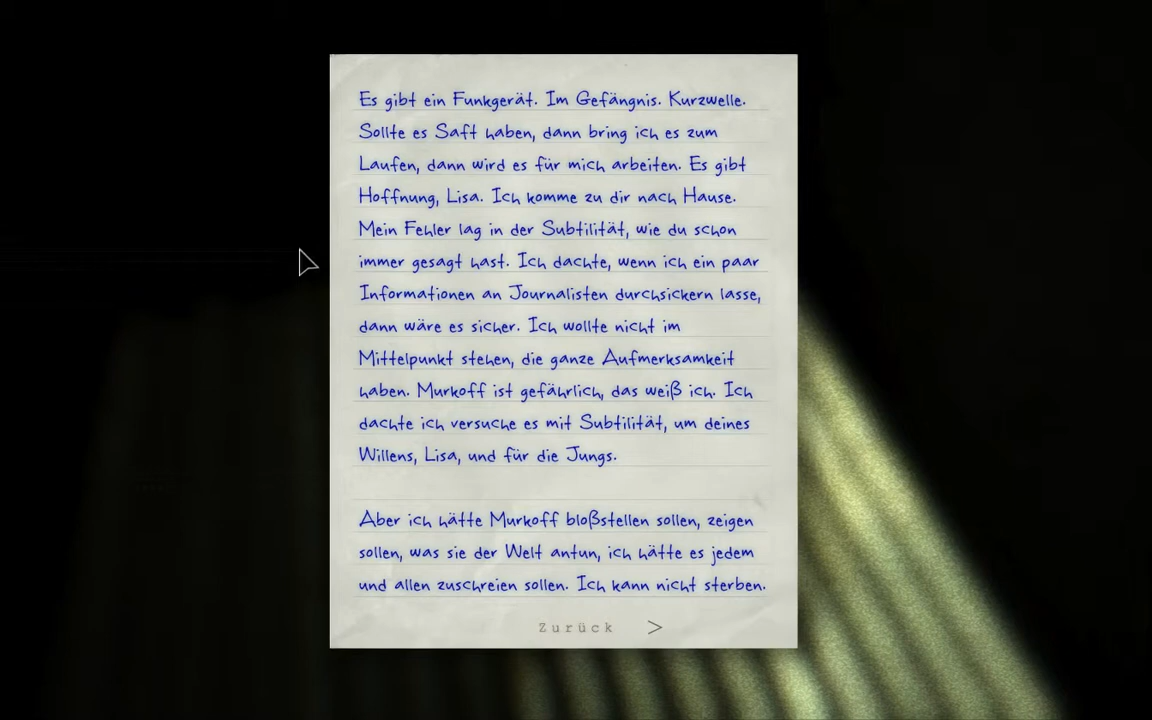 Es gibt ein Funkgerät. Im Gefängnis. Kurzwelle.
Sollte es Saft haben, dann bring ich es zum
Laufen, dann wird es für mich arbeiten. Es gibt
Hoffnung, Lisa. Ich komme zu dir nach Hause.
Mein Fehler lag in der Subtilität, wie du schon
immer gesagt hast. Ich dachte, wenn ich ein paar
Informationen an Journalisten durchsickern lasse,
dann wäre es sicher. Ich wollte nicht im
Mittelpunkt stehen, die ganze Aufmerksamkeit
haben. Murkoff ist gefährlich, das weiß ich. Ich
dachte ich versuche es mit Subtilität, um deines
Willens, Lisa, und für die Jungs.
Aber ich hätte Murkoff bloßstellen sollen, zeigen
sollen, was sie der Welt antun, ich hätte es jedem
und allen zuschreien sollen. Ich kann nicht sterben.
Zurück >